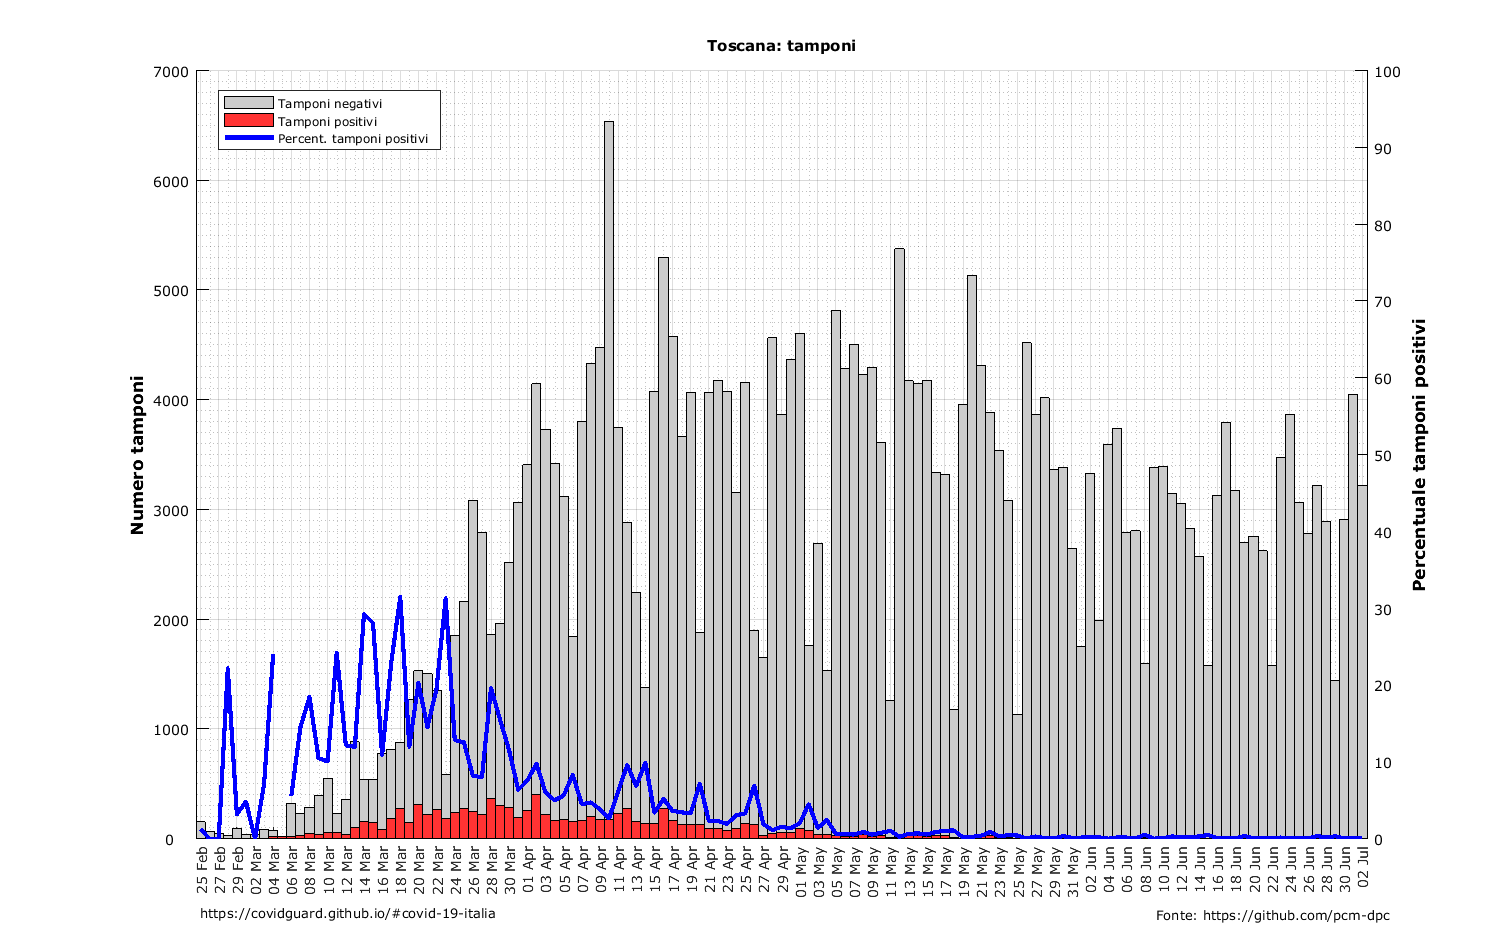 Toscana: tamponi
Tamponi negativi
Tamponi positivi
Percent. tamponi positivi
Numero tamponi
7000
6000
5000
4000
3000
2000
1000
0
Percentuale tamponi positivi
100
90
80
70
60
50
40
30
20
10
0
25 Feb
27 Feb
29 Feb
02 Mar
04 Mar
06 Mar
08 Mar
10 Mar
12 Mar
14 Mar
16 Mar
18 Mar
20 Mar
22 Mar
24 Mar
26 Mar
28 Mar
30 Mar
01 Apr
03 Apr
05 Apr
07 Apr
09 Apr
11 Apr
13 Apr
15 Apr
17 Apr
19 Apr
21 Apr
23 Apr
25 Apr
27 Apr
29 Apr
01 May
03 May
05 May
07 May
09 May
11 May
13 May
15 May
17 May
19 May
21 May
23 May
25 May
27 May
29 May
31 May
02 Jun
04 Jun
06 Jun
08 Jun
10 Jun
12 Jun
14 Jun
16 Jun
18 Jun
20 Jun
22 Jun
24 Jun
26 Jun
28 Jun
30 Jun
02 Jul
https://covidguard.github.io/#covid-19-italia
Fonte: https://github.com/pcm-dpc